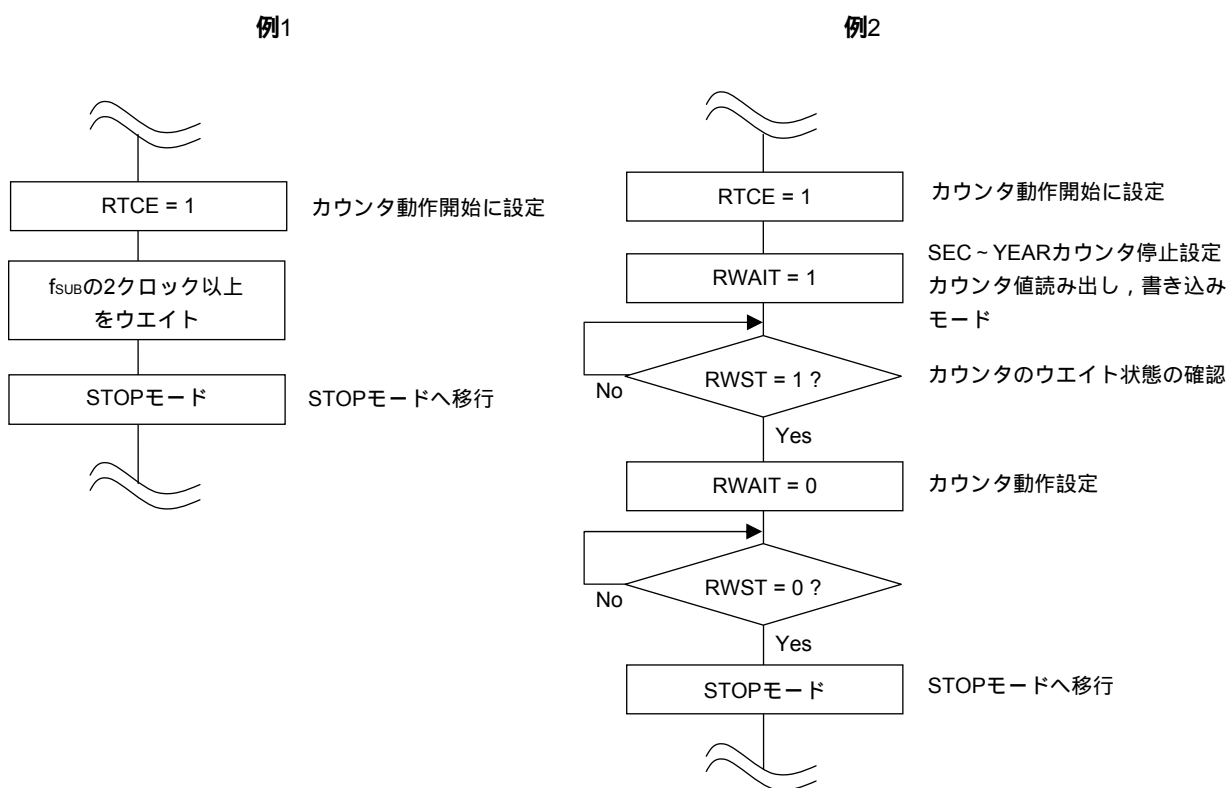 例1
RTCE = 1
カウンタ動作開始に設定
fSUBの2クロック以上
をウエイト
STOPモード
STOPモードへ移行
例2
RTCE = 1
カウンタ動作開始に設定
RWAIT = 1
SEC~YEARカウンタ停止設定
カウンタ値読み出し,書き込み
モード
RWST = 1 ?
カウンタのウエイト状態の確認
No
Yes
RWAIT = 0
カウンタ動作設定
RWST = 0 ?
No
Yes
STOPモード
STOPモードへ移行